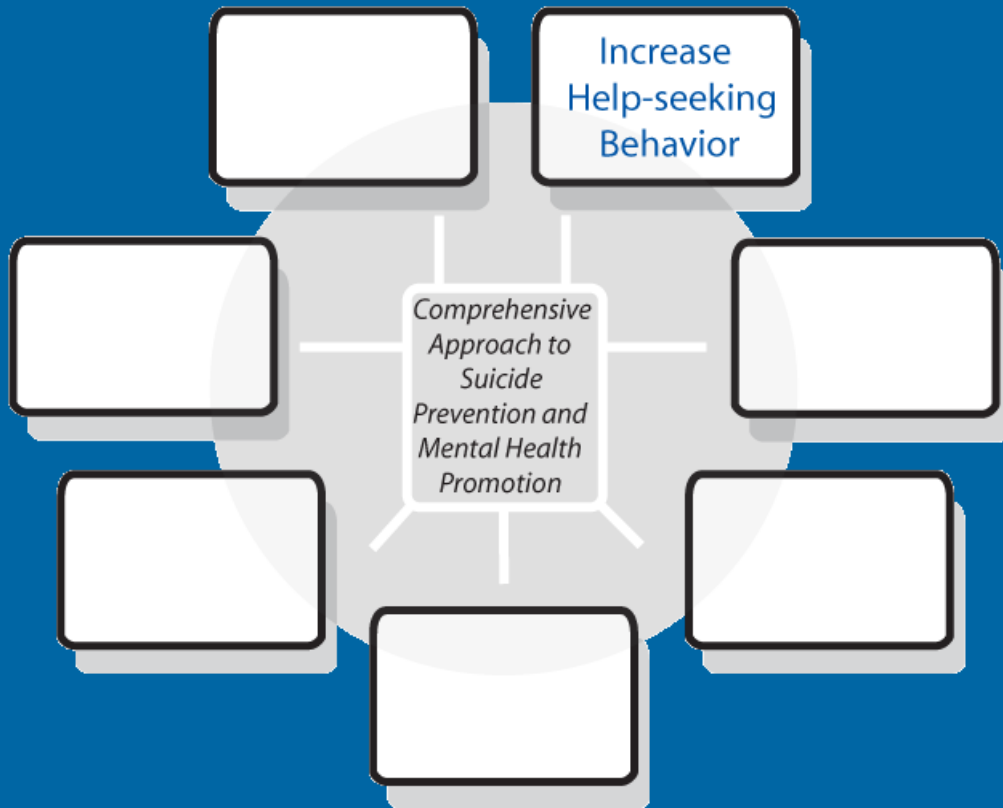 Increase
Help-seeking
Behavior
Comprehensive
Approach to
Suicide
Prevention and
Mental Health
Promotion